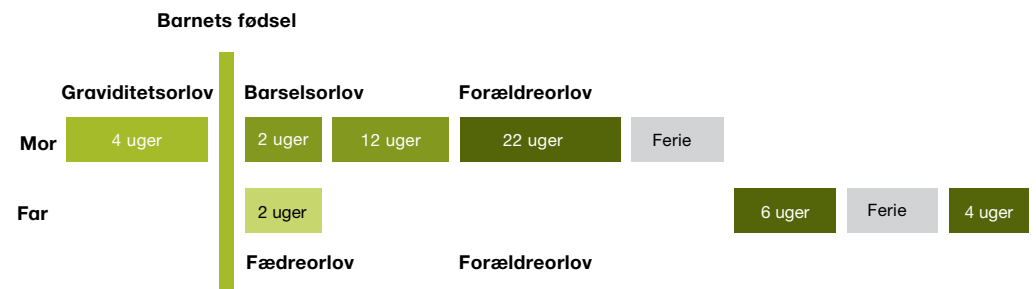 Barnets fødsel
Graviditetsorlov Barselsorlov Forældreorlov
Mor 4 uger 2 uger 12 uger 22 uger Ferie
Far 2 uger 6 uger Ferie 4 uger
Fædreorlov Forældreorlov